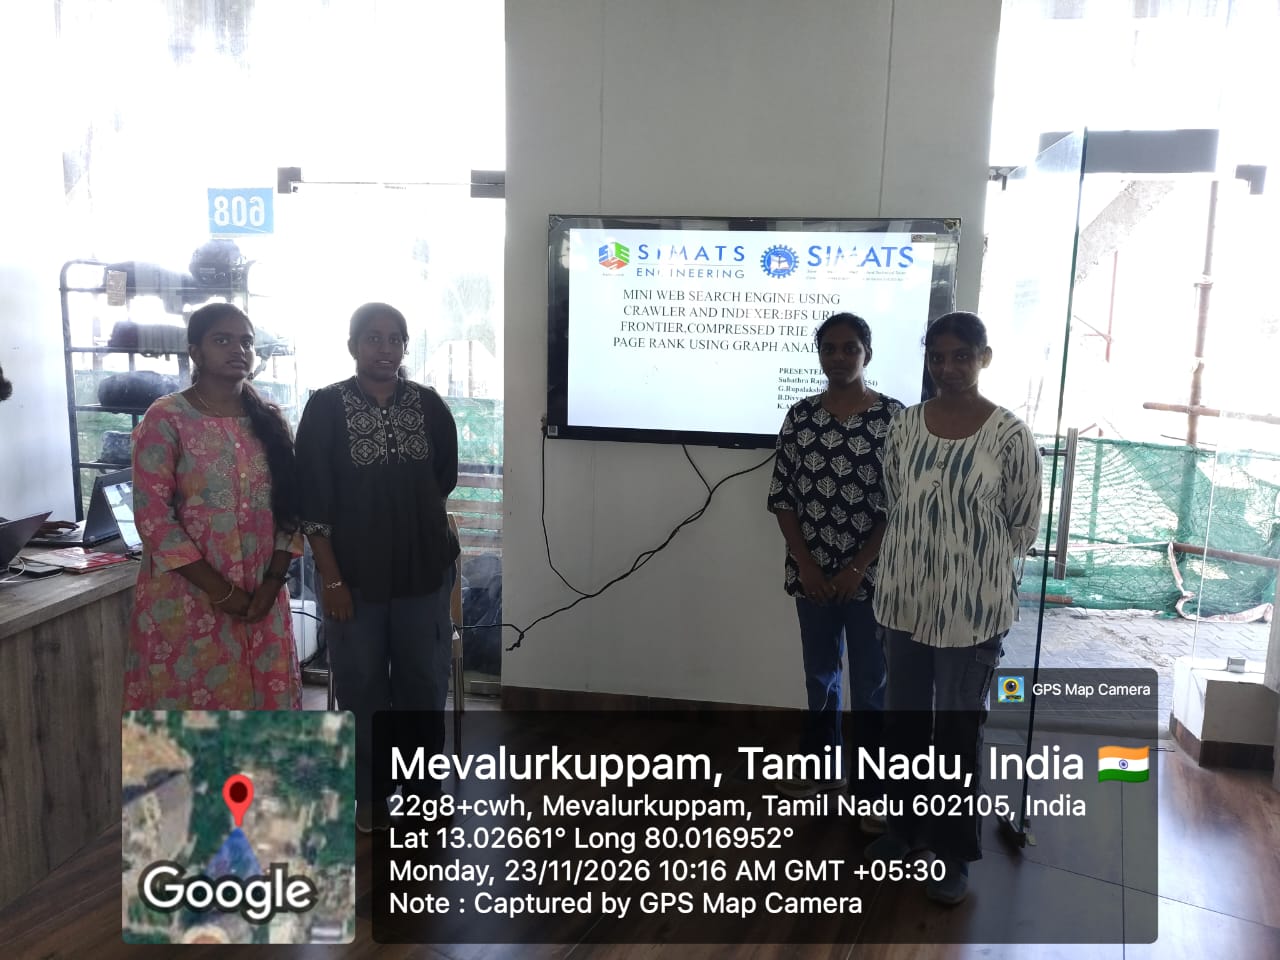 808
SIMATS
ENGINEERING
SIMATS
MINI WEB SEARCH ENGINE USING
CRAWLER AND INDEXER:BFS URL
FRONTIER,COMPRESSED TRIE
PAGE RANK USING GRAPH
PRESENTED
Subathra
B.Divya
GPS Map Camera
Mevalurkuppam, Tamil Nadu, India
22g8+cwh, Mevalurkuppam, Tamil Nadu 602105, India
Lat 13.02661° Long 80.016952°
Monday, 23/11/2026 10:16 AM GMT +05:30
Note : Captured by GPS Map Camera
Google